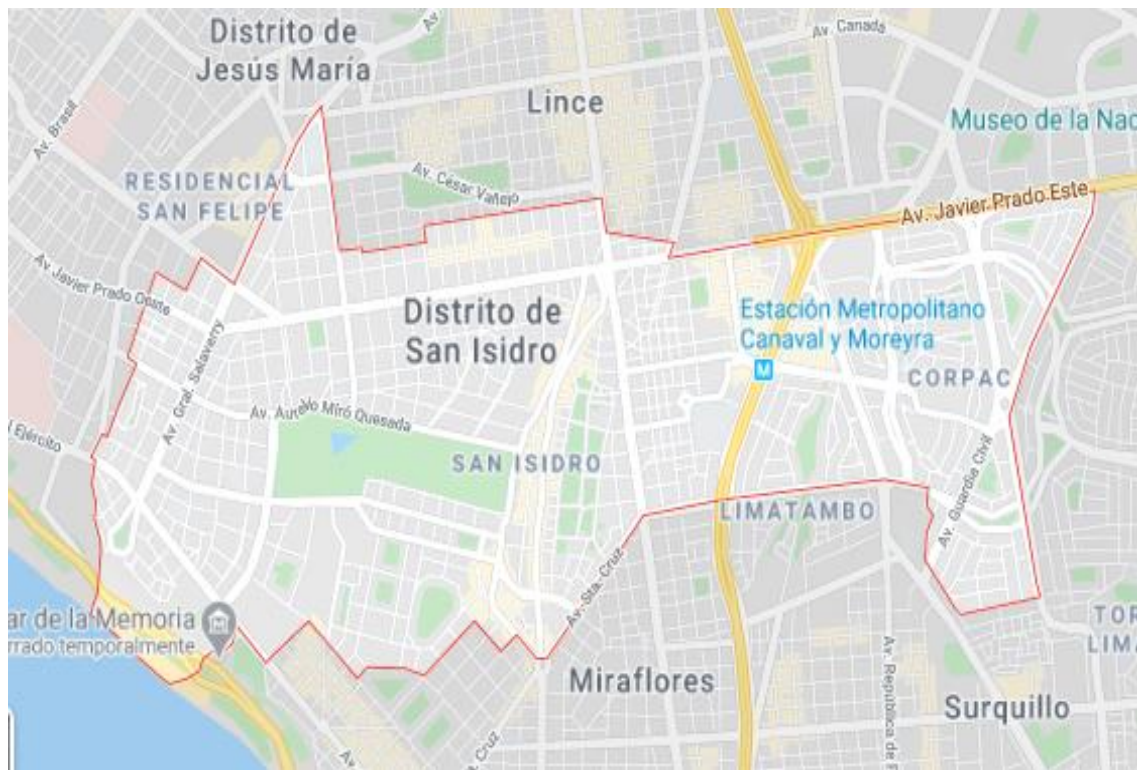 Distrito de
Jesús María
Lince
Av. Canada
Av. Brasil
Museo de la Nac
RESIDENCIAL
SAN FELIPE
Av. César Vallejo
Av. Javier Prado Este
Av. Javier Prado Oeste
Distrito de
San Isidro
Estación Metropolitano
Canaval y Moreyra
M
CORPAC
Av. Gral. Salaverry
Av. Aurelio Miró Quesada
l Ejército
SAN ISIDRO
LIMATAMBO
Av. Guardia Civil
Av. Sta. Cruz
ar de la Memoria
rrado temporalmente
TOR
LIMA
Miraflores
Surquillo
Av. República de P
. Cruz
Av